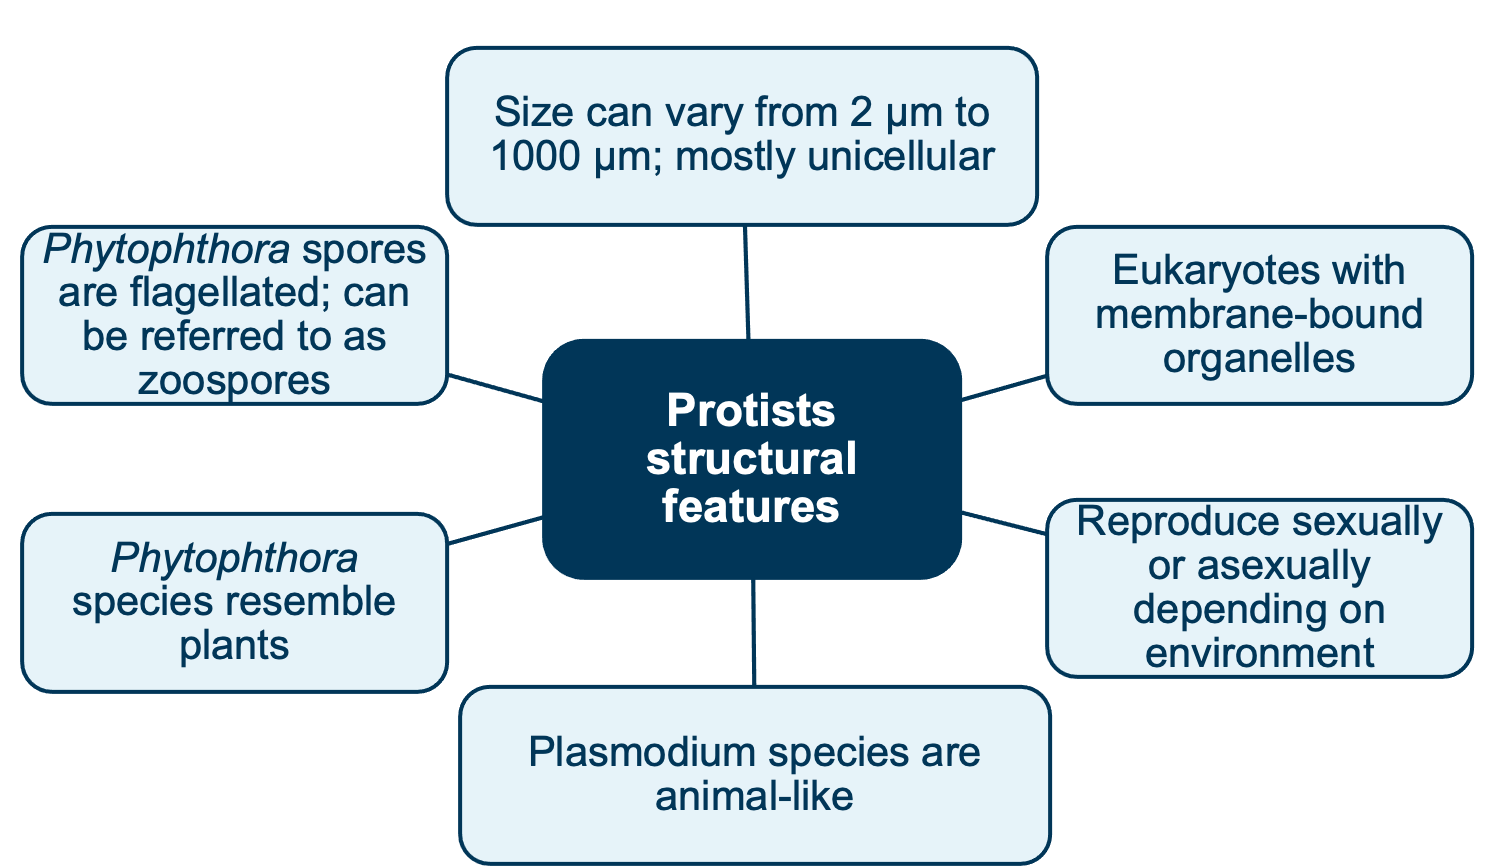 Size can vary from 2 µm to
1000 µm; mostly unicellular
Phytophthora spores
are flagellated; can
be referred to as
zoospores
Eukaryotes with
membrane-bound
organelles
Protists
structural
features
Phytophthora
species resemble
plants
Reproduce sexually
or asexually
depending on
environment
Plasmodium species are
animal-like